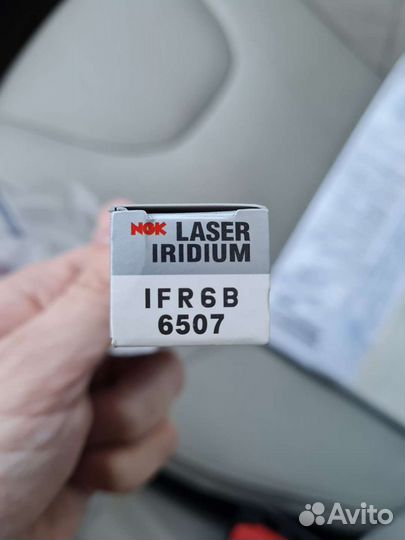 NGK LASER
IRIDIUM
IFR6B
6507
Avito